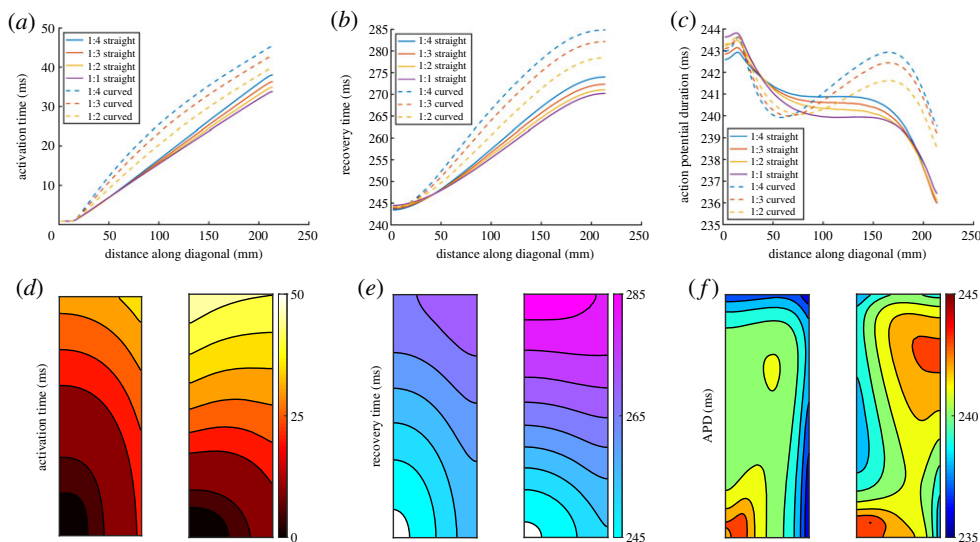 (a)
50
40
30
20
10
0
50
100
150
200
250
activation time (ms)
distance along diagonal (mm)
1:4 straight
1:3 straight
1:2 straight
1:1 straight
1:4 curved
1:3 curved
1:2 curved
(b)
285
280
275
270
265
260
255
250
245
240
0
50
100
150
200
250
recovery time (ms)
distance along diagonal (mm)
1:4 straight
1:3 straight
1:2 straight
1:1 straight
1:4 curved
1:3 curved
1:2 curved
(c)
244
243
241
242
240
239
238
237
236
235
0
50
100
150
200
250
action potential duration (ms)
distance along diagonal (mm)
1:4 straight
1:3 straight
1:2 straight
1:1 straight
1:4 curved
1:3 curved
1:2 curved
(d)
activation time (ms)
50
25
0
(e)
recovery time (ms)
285
265
245
(f)
APD (ms)
245
240
235